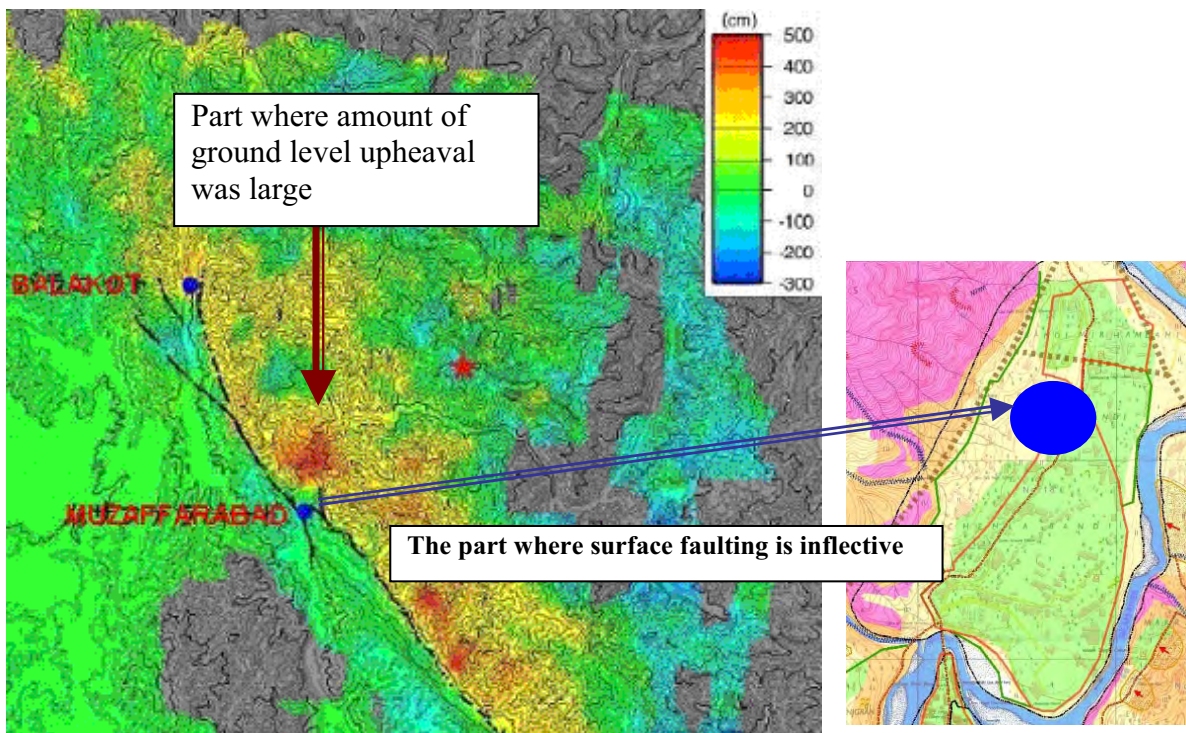 (cm)
500
400
300
200
100
0
-100
-200
-300
Part where amount of
ground level upheaval
was large
BALAKOT
MUZAFFARABAD
The part where surface faulting is inflective